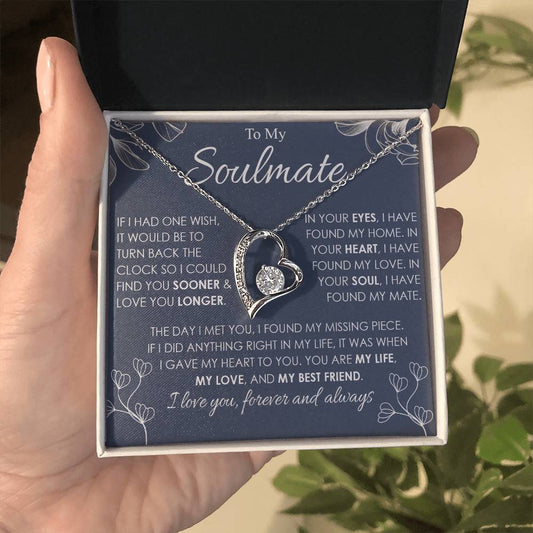 To My
Soulmate
IF I HAD ONE WISH,
IT WOULD BE TO
TURN BACK THE
CLOCK SO I COULD
FIND YOU SOONER &
LOVE YOU LONGER.
IN YOUR EYES, I HAVE
FOUND MY HOME. IN
YOUR HEART, I HAVE
FOUND MY LOVE. IN
YOUR SOUL, I HAVE
FOUND MY MATE.
THE DAY I MET YOU, I FOUND MY MISSING PIECE.
IF I DID ANYTHING RIGHT IN MY LIFE, IT WAS WHEN
I GAVE MY HEART TO YOU. YOU ARE MY LIFE,
MY LOVE, AND MY BEST FRIEND.
I love you, forever and always